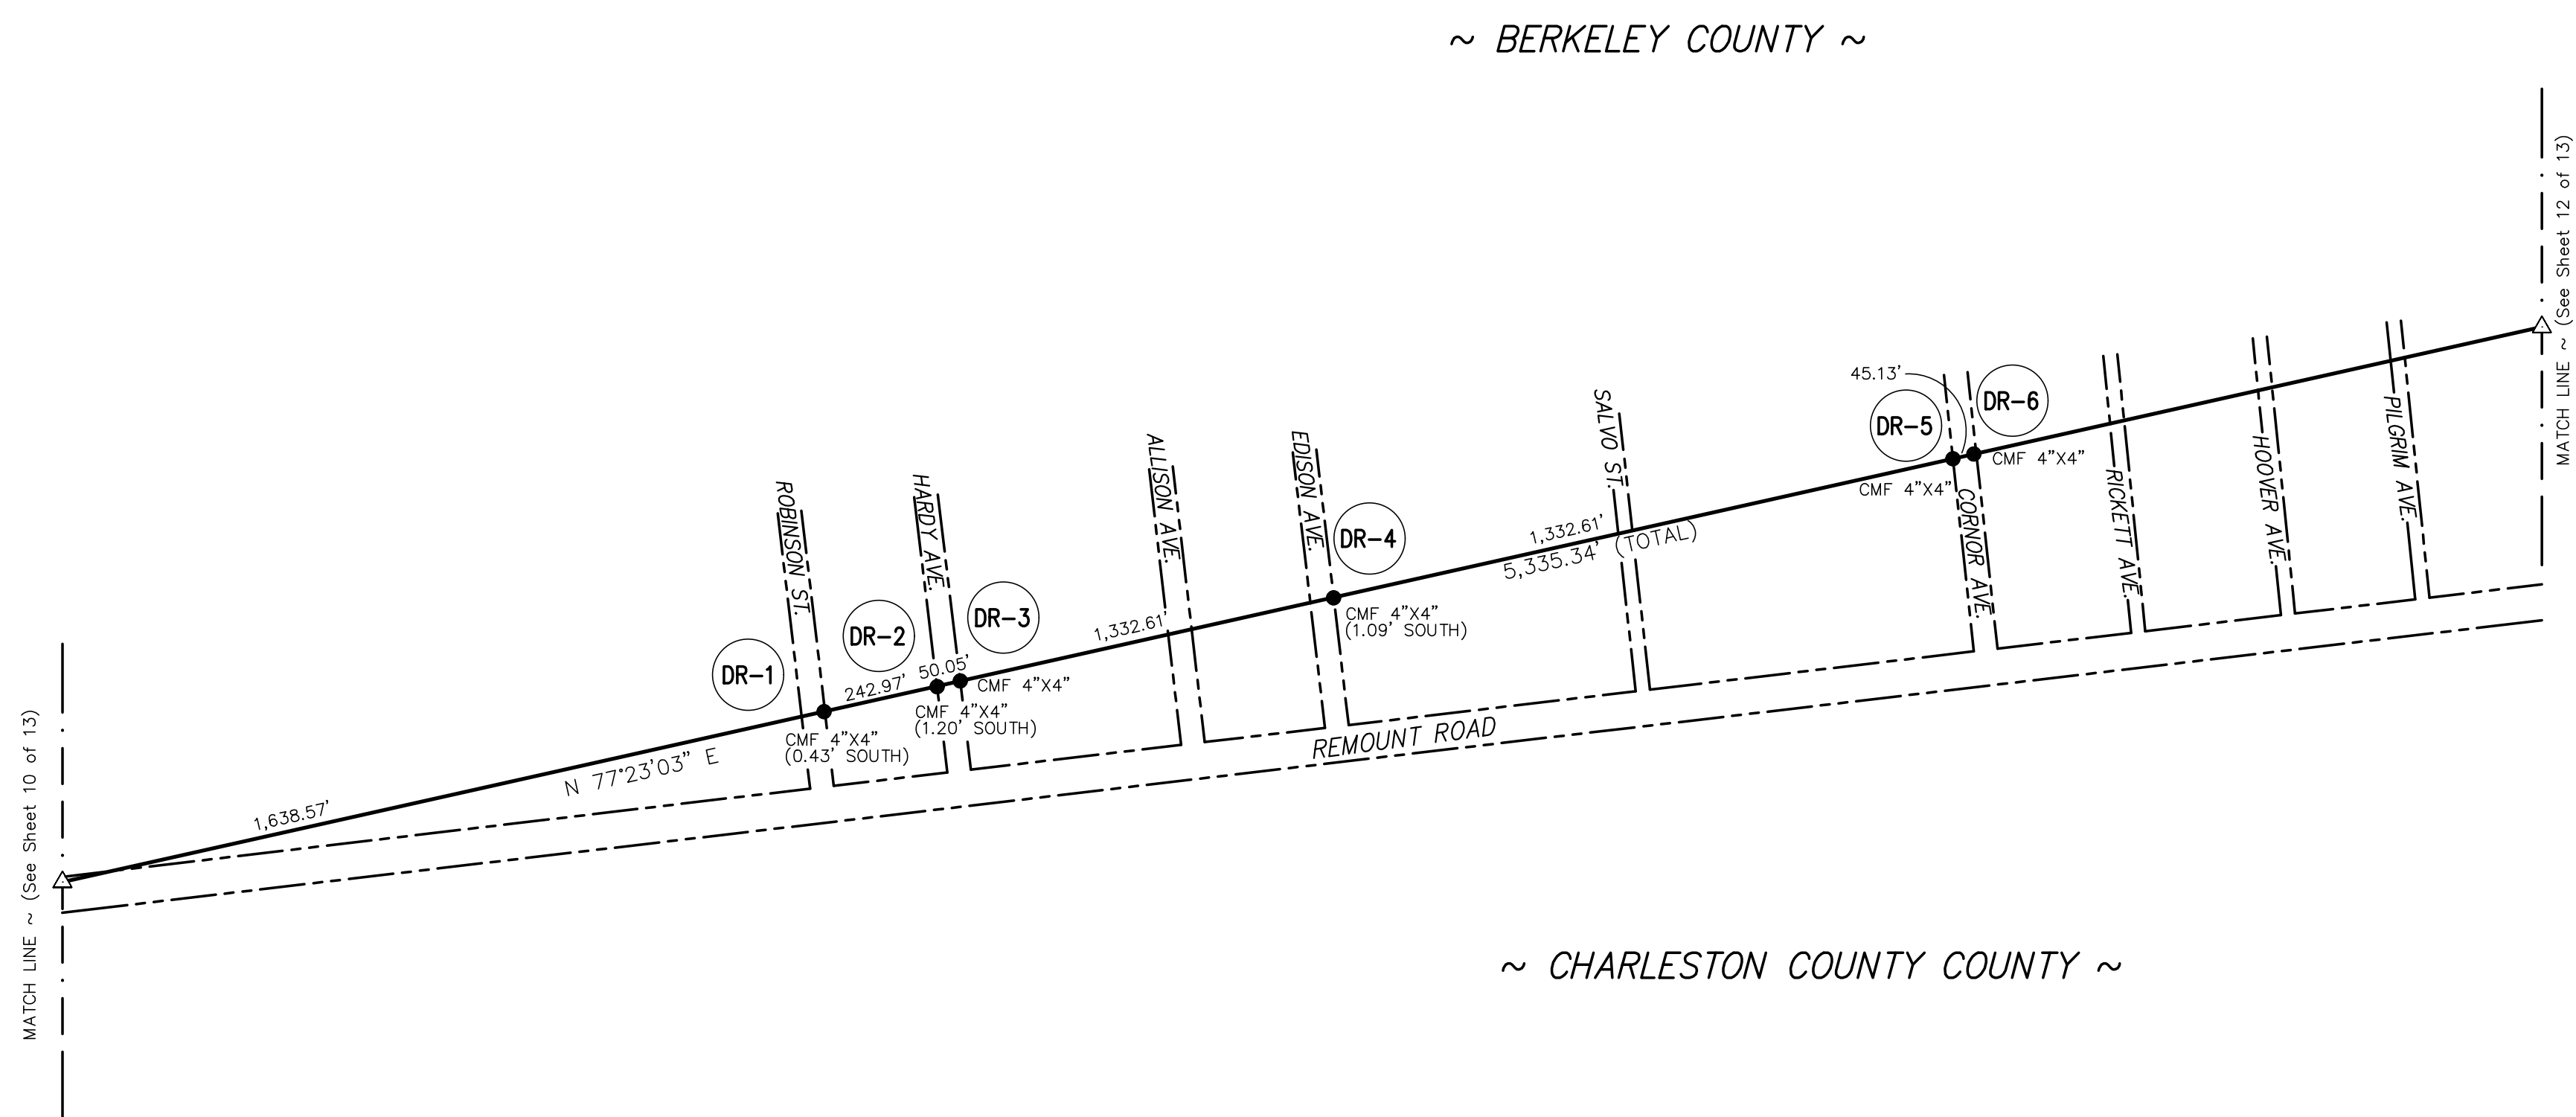 ~ BERKELEY COUNTY ~
MATCH LINE ~ (See Sheet 12 of 13)
PILGRIM AVE.
HOOVER AVE.
RICKETT AVE.
45.13'
DR-5
DR-6
CMF 4"X4"
CMF 4"X4"
CORNOR AVE.
SALVO ST.
1,332.61'
5,335.34' (TOTAL)
EDISON AVE.
DR-4
CMF 4"X4"
(1.09' SOUTH)
ALLISON AVE.
1,332.61'
HARDY AVE.
DR-3
CMF 4"X4"
50.05'
DR-2
CMF 4"X4"
(1.20' SOUTH)
242.97'
ROBINSON ST.
DR-1
CMF 4"X4"
(0.43' SOUTH)
N 77°23'03" E
1,638.57'
REMOUNT ROAD
MATCH LINE ~ (See Sheet 10 of 13)
~ CHARLESTON COUNTY COUNTY ~